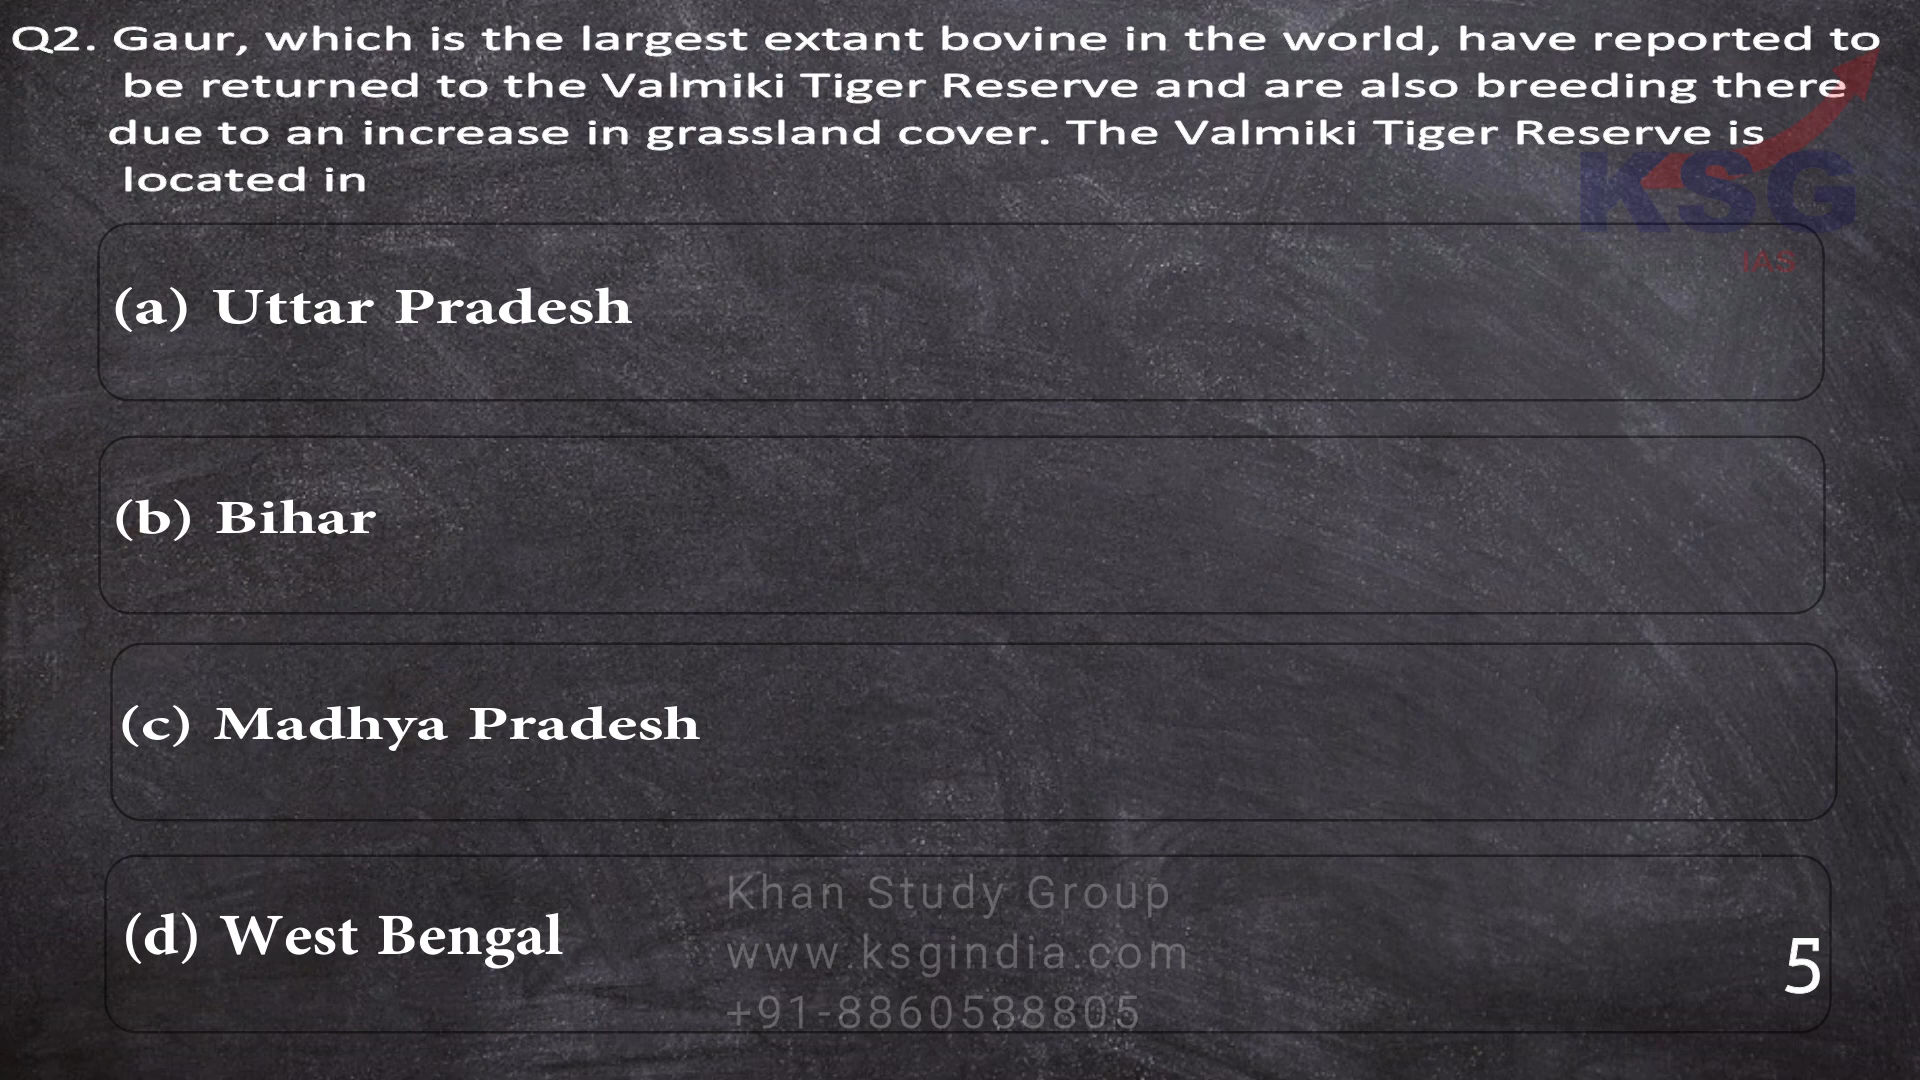 Q2. Gaur, which is the largest extant bovine in the world, have reported to
be returned to the Valmiki Tiger Reserve and are also breeding there
due to an increase in grassland cover. The Valmiki Tiger Reserve is
located in
KSG
IAS
(a) Uttar Pradesh
(b) Bihar
(c) Madhya Pradesh
(d) West Bengal
Khan Study Group
www.ksgindia.com
+91-8860588805
5